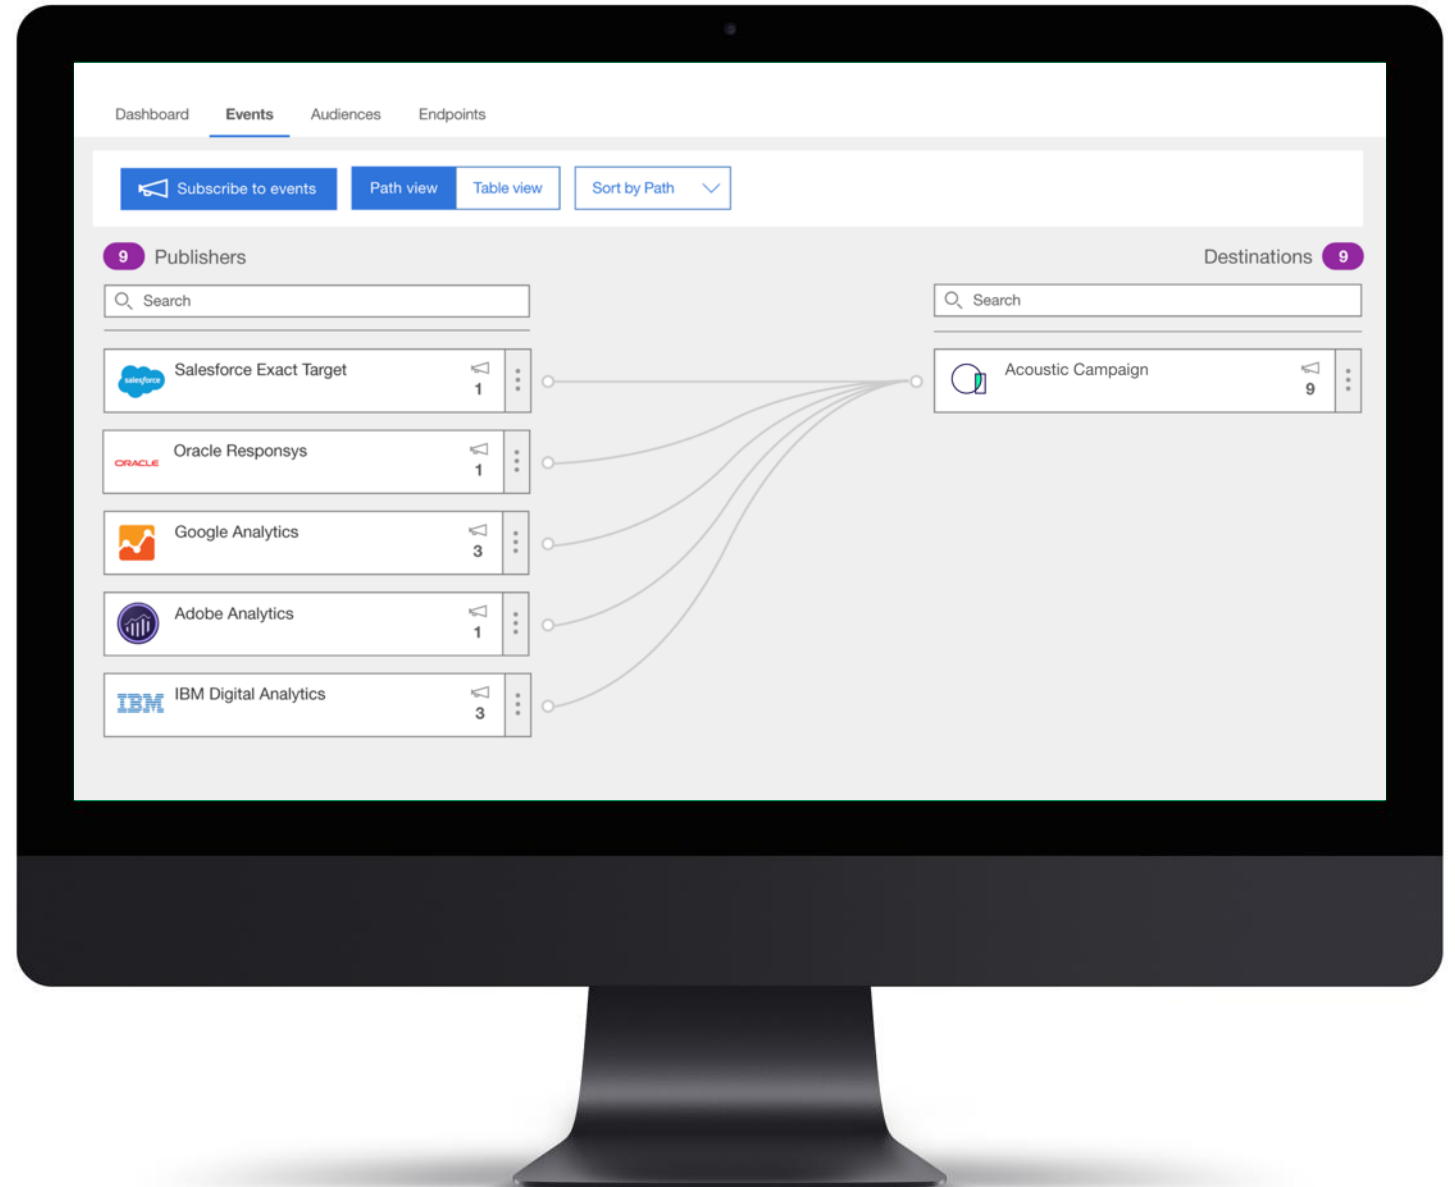 Dashboard Events Audiences Endpoints
Subscribe to events Path view Table view Sort by Path
9 Publishers
Destinations 9
Search
Search
salesforce Salesforce Exact Target 1
Acoustic Campaign 9
ORACLE Oracle Responsys 1
Google Analytics 3
Adobe Analytics 1
IBM IBM Digital Analytics 3